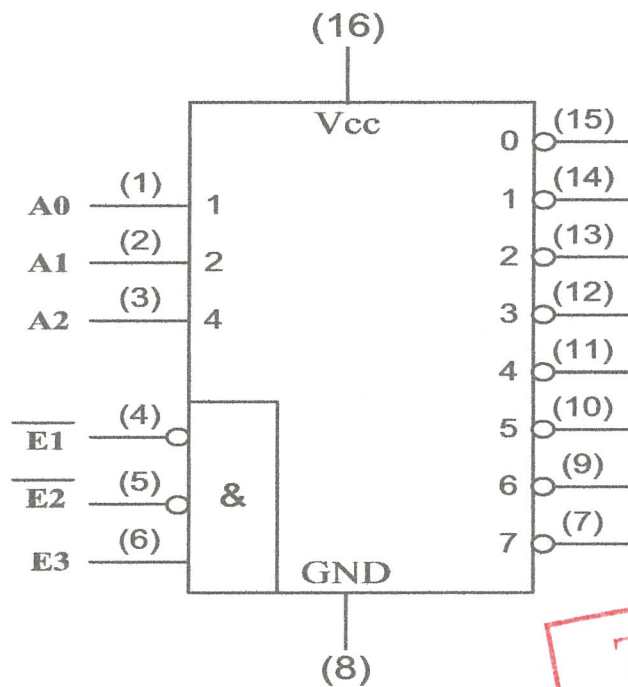 (16)
Vcc
0 (15)
A0 (1) 1
1 (14)
A1 (2) 2
2 (13)
A2 (3) 4
3 (12)
4 (11)
E1 (4)
5 (10)
E2 (5) &
6 (9)
E3 (6)
7 (7)
GND
(8)